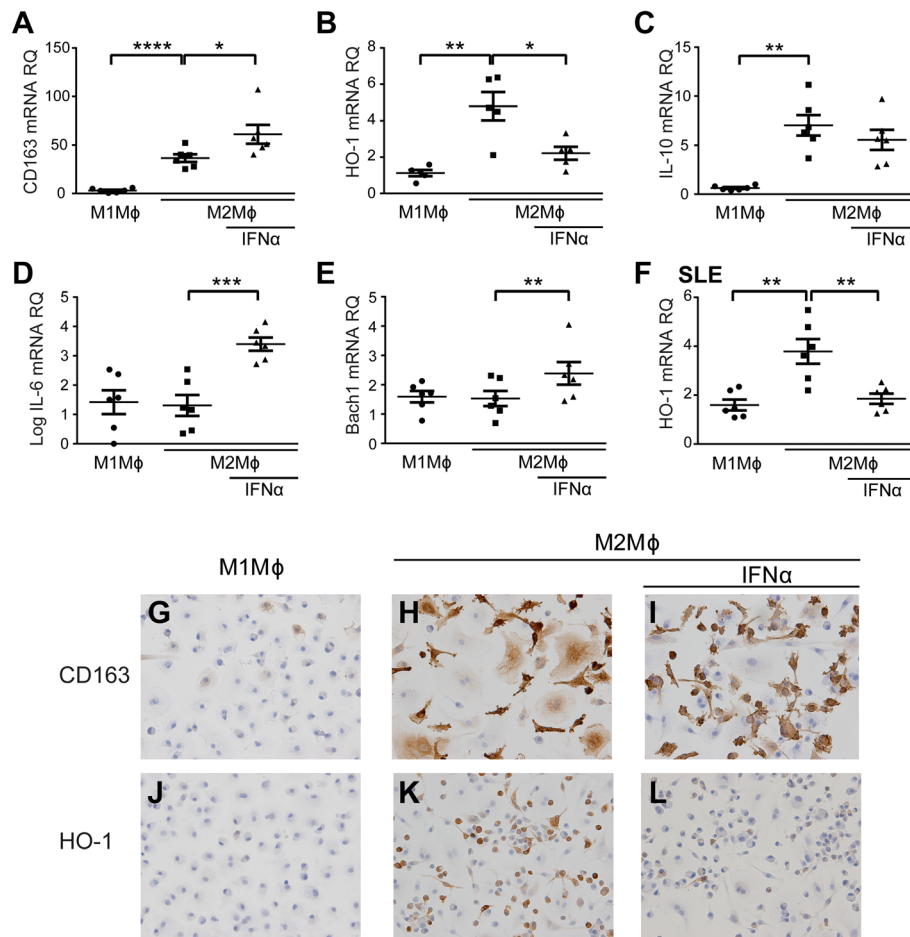 A
CD163 mRNA RQ
150
100
50
0
****
*
M1Mϕ
M2Mϕ
IFNα
B
HO-1 mRNA RQ
8
6
4
2
0
**
*
M1Mϕ
M2Mϕ
IFNα
C
IL-10 mRNA RQ
15
10
5
0
**
M1Mϕ
M2Mϕ
IFNα
D
Log IL-6 mRNA RQ
5
4
3
2
1
0
***
M1Mϕ
M2Mϕ
IFNα
E
Bach1 mRNA RQ
5
4
3
2
1
0
**
M1Mϕ
M2Mϕ
IFNα
F SLE
HO-1 mRNA RQ
6
4
2
0
**
**
M1Mϕ
M2Mϕ
IFNα
M2Mϕ
M1Mϕ
IFNα
G
H
I
CD163
J
K
L
HO-1